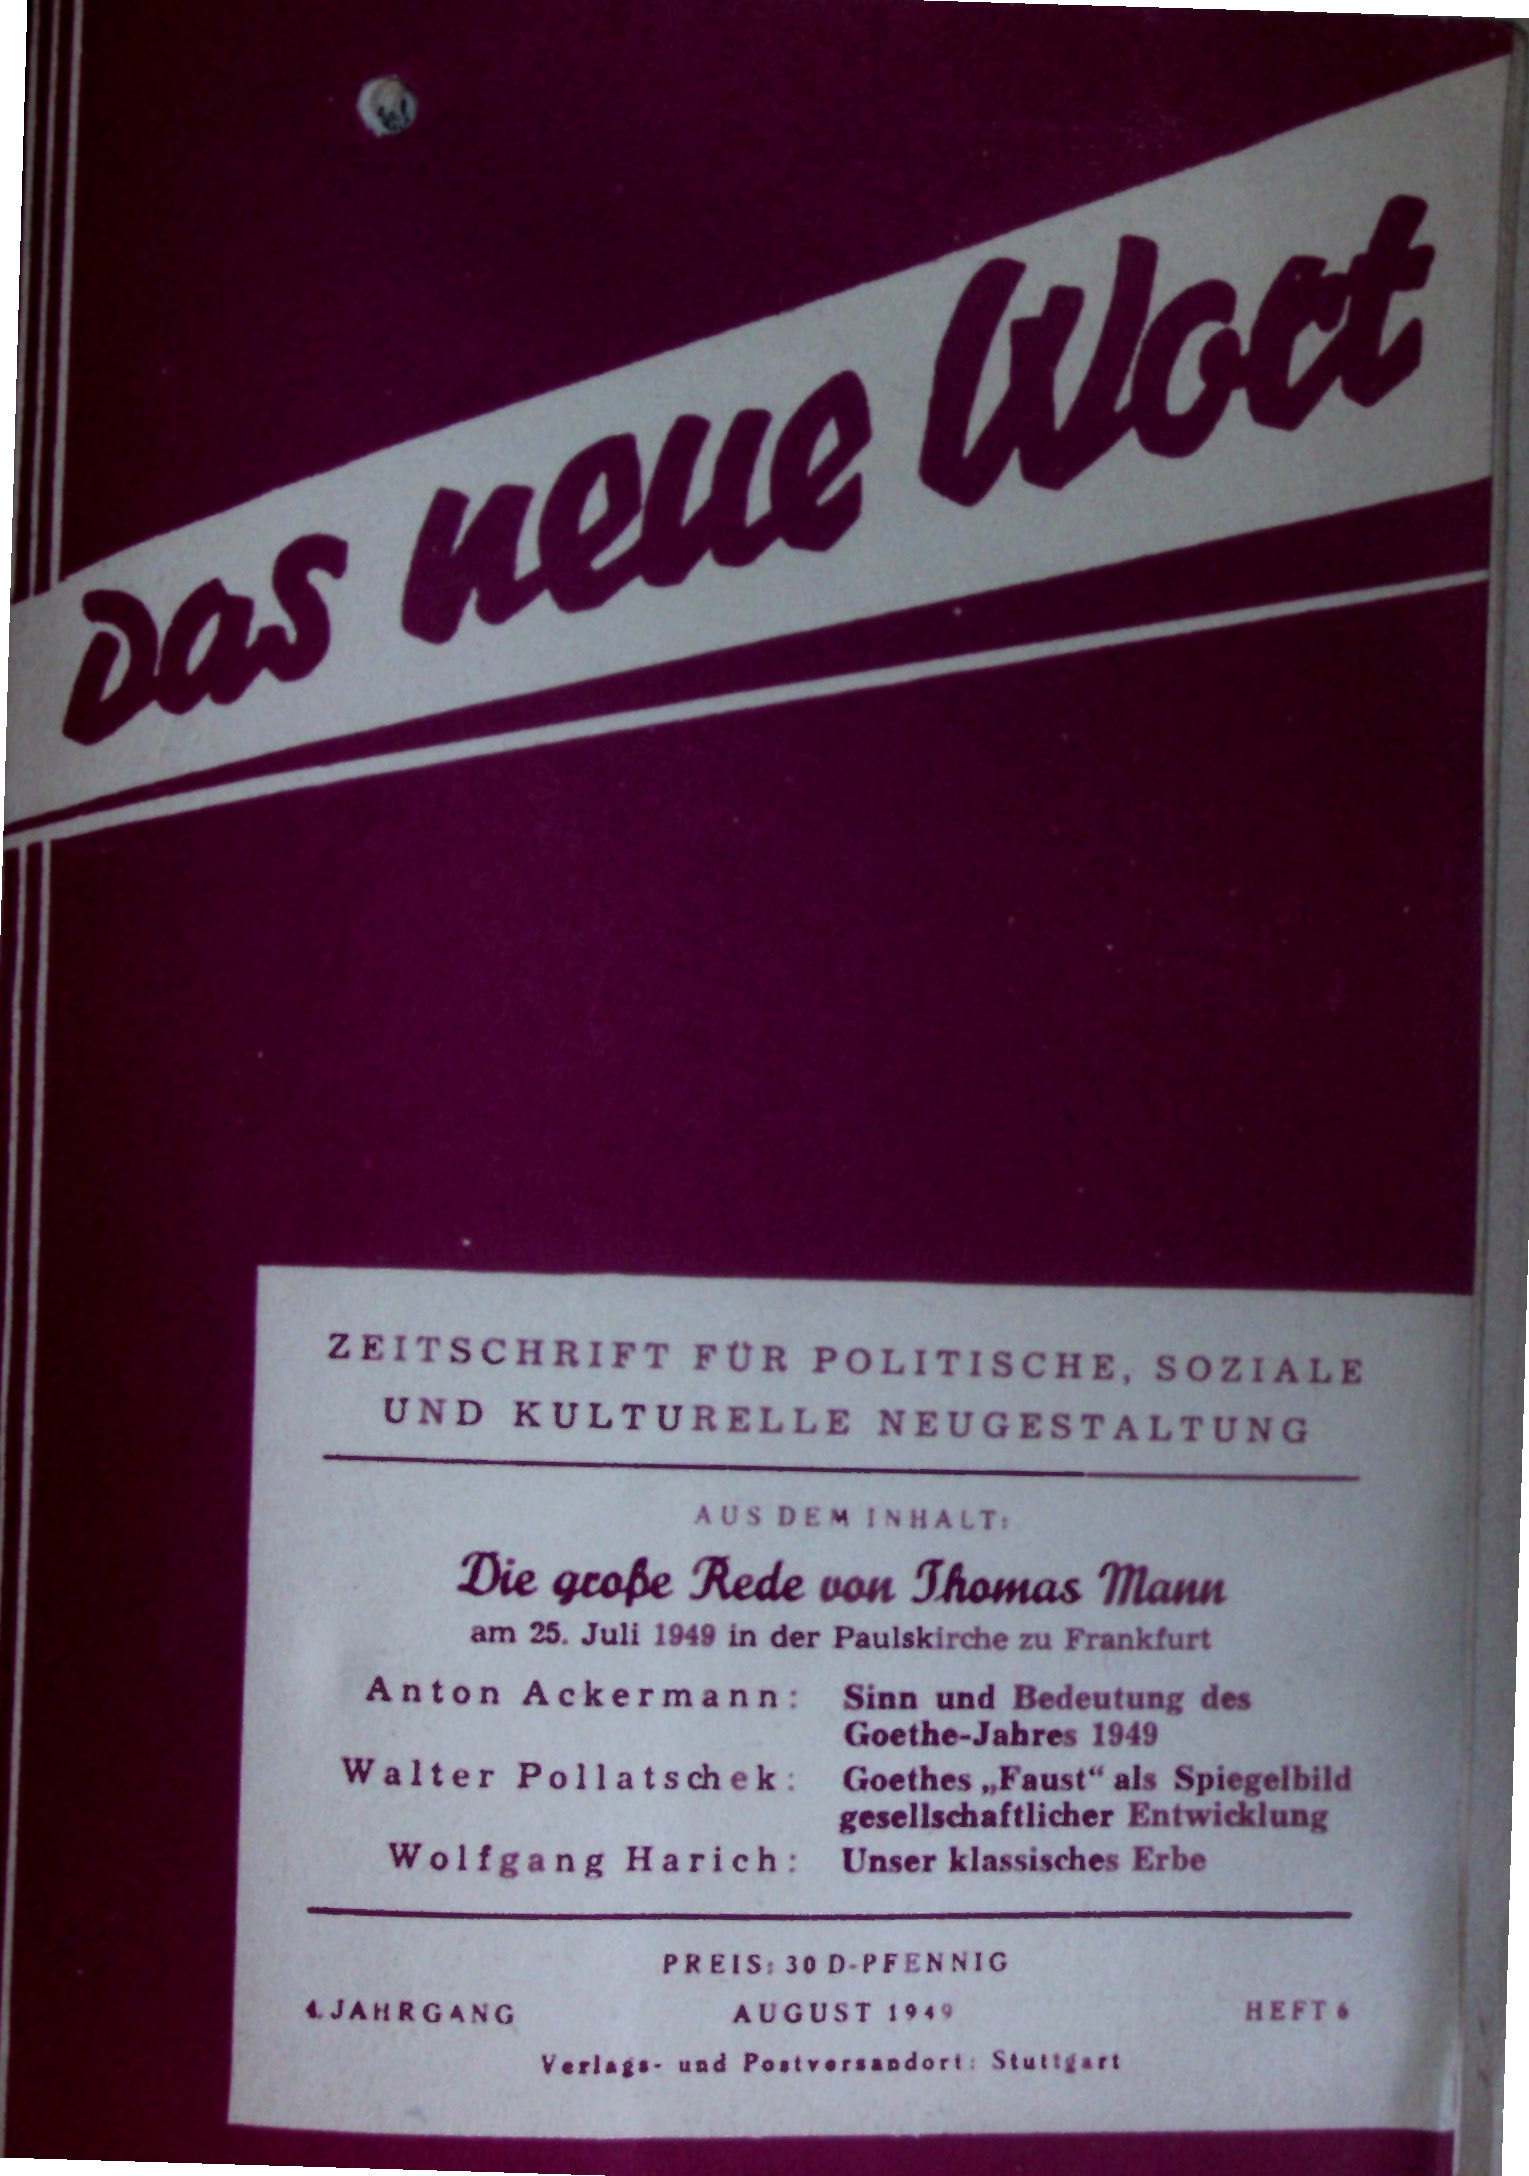 Das neue Wort
ZEITSCHRIFT FÜR POLITISCHE, SOZIALE
UND KULTURELLE NEUGESTALTUNG
AUS DEM INHALT:
Die große Rede von Thomas Mann
am 25. Juli 1949 in der Paulskirche zu Frankfurt
Anton Ackermann: Sinn und Bedeutung des
Goethe-Jahres 1949
Walter Pollatschek: Goethes „Faust“ als Spiegelbild
gesellschaftlicher Entwicklung
Wolfgang Harich: Unser klassisches Erbe
PREIS: 30 D-PFENNIG
4. JAHRGANG AUGUST 1949 HEFT 6
Verlags- und Postversandort: Stuttgart